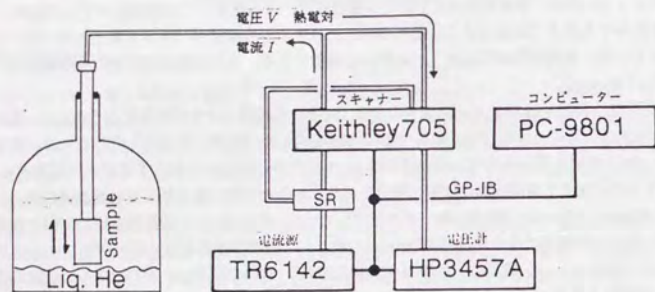 電圧 V 熱電対
電流 I
スキャナー
Keithley705
コンピューター
PC-9801
SR
GP-IB
Sample
Liq. He
電流源
TR6142
電圧計
HP3457A